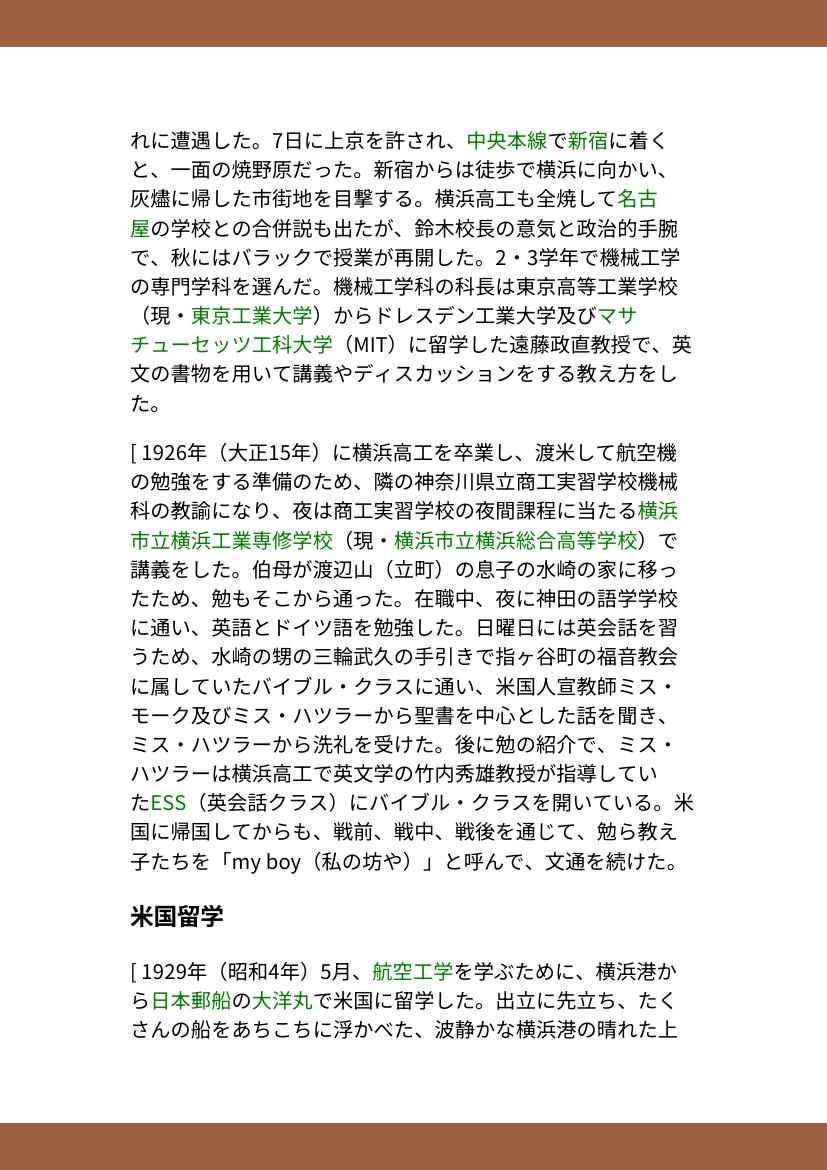 れに遭遇した。7日に上京を許され、中央本線で新宿に着く
と、一面の焼野原だった。新宿からは徒歩で横浜に向かい、
灰燼に帰した市街地を目撃する。横浜高工も全焼して名古
屋の学校との合併説も出たが、鈴木校長の意気と政治的手腕
で、秋にはバラックで授業が再開した。2・3学年で機械工学
の専門学科を選んだ。機械工学科の科長は東京高等工業学校
（現・東京工業大学）からドレスデン工業大学及びマサ
チューセッツ工科大学（MIT）に留学した遠藤政直教授で、英
文の書物を用いて講義やディスカッションをする教え方をし
た。
[ 1926年（大正15年）に横浜高工を卒業し、渡米して航空機
の勉強をする準備のため、隣の神奈川県立商工実習学校機械
科の教諭になり、夜は商工実習学校の夜間課程に当たる横浜
市立横浜工業専修学校（現・横浜市立横浜総合高等学校）で
講義をした。伯母が渡辺山（立町）の息子の水崎の家に移っ
たため、勉もそこから通った。在職中、夜に神田の語学学校
に通い、英語とドイツ語を勉強した。日曜日には英会話を習
うため、水崎の甥の三輪武久の手引きで指ヶ谷町の福音教会
に属していたバイブル・クラスに通い、米国人宣教師ミス・
モーク及びミス・ハツラーから聖書を中心とした話を聞き、
ミス・ハツラーから洗礼を受けた。後に勉の紹介で、ミス・
ハツラーは横浜高工で英文学の竹内秀雄教授が指導してい
たESS（英会話クラス）にバイブル・クラスを開いている。米
国に帰国してからも、戦前、戦中、戦後を通じて、勉ら教え
子たちを「my boy（私の坊や）」と呼んで、文通を続けた。
米国留学
[ 1929年（昭和4年）5月、航空工学を学ぶために、横浜港か
ら日本郵船の大洋丸で米国に留学した。出立に先立ち、たく
さんの船をあちこちに浮かべた、波静かな横浜港の晴れた上